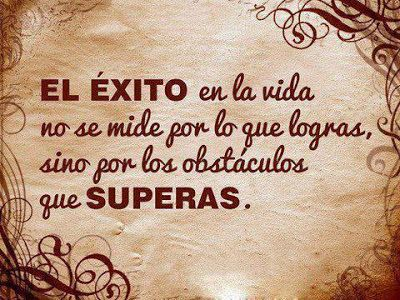 EL ÉXITO en la vida
no se mide por lo que logras,
sino por los obstáculos
que SUPERAS.